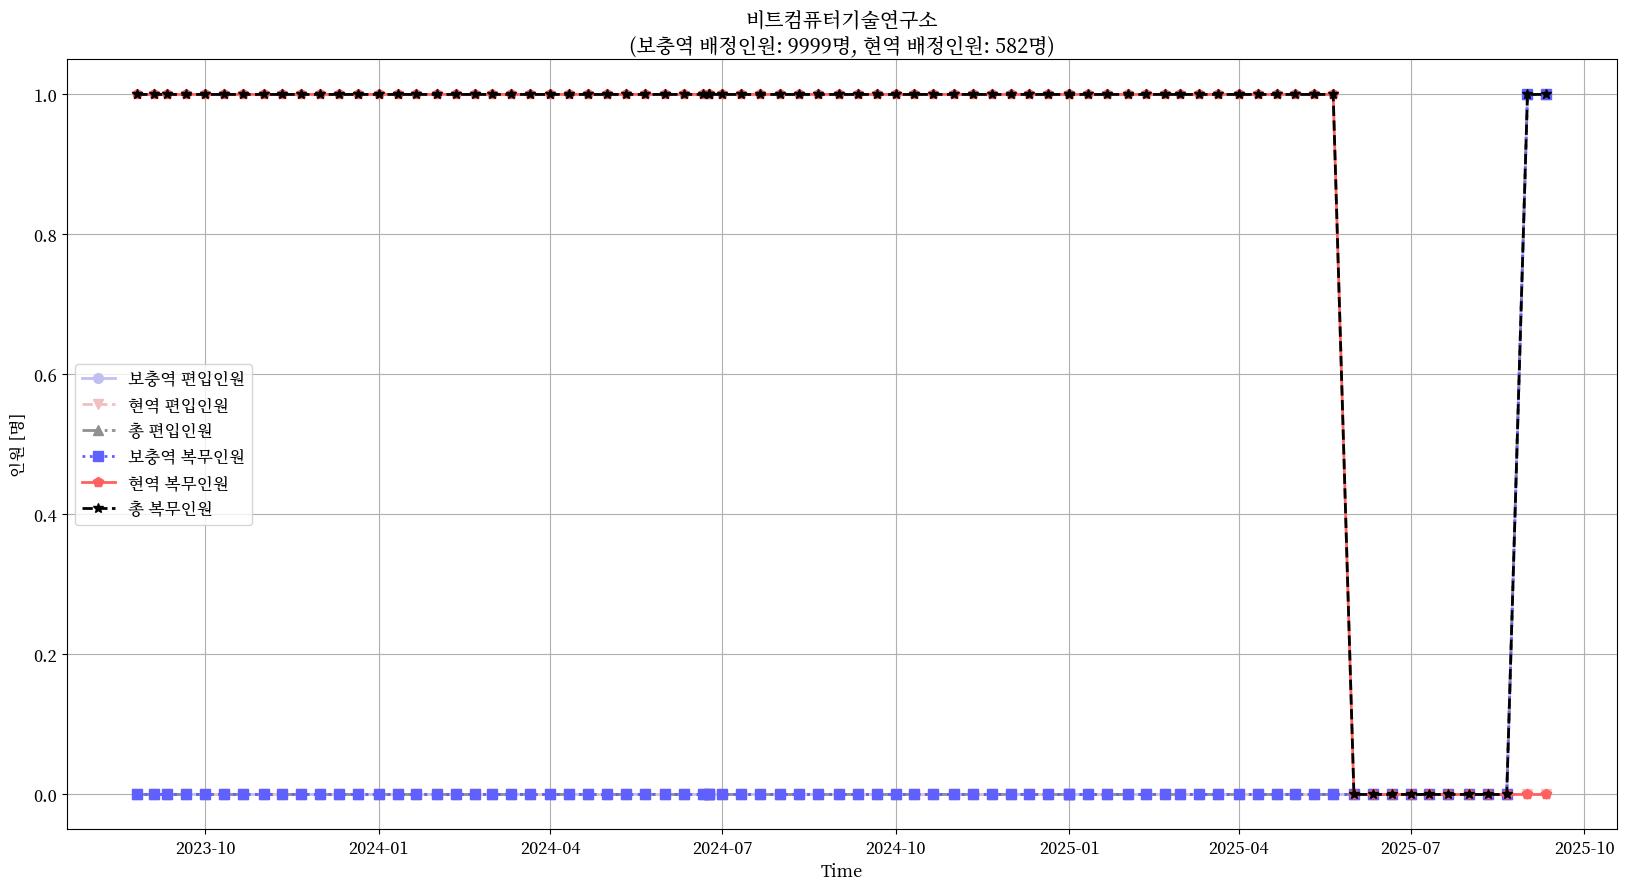 비트컴퓨터기술연구소
(보충역 배정인원: 9999명, 현역 배정인원: 582명)
1.0
0.8
0.6
0.4
0.2
0.0
인원 [명]
보충역 편입인원
현역 편입인원
총 편입인원
보충역 복무인원
현역 복무인원
총 복무인원
2023-10
2024-01
2024-04
2024-07
2024-10
2025-01
2025-04
2025-07
2025-10
Time